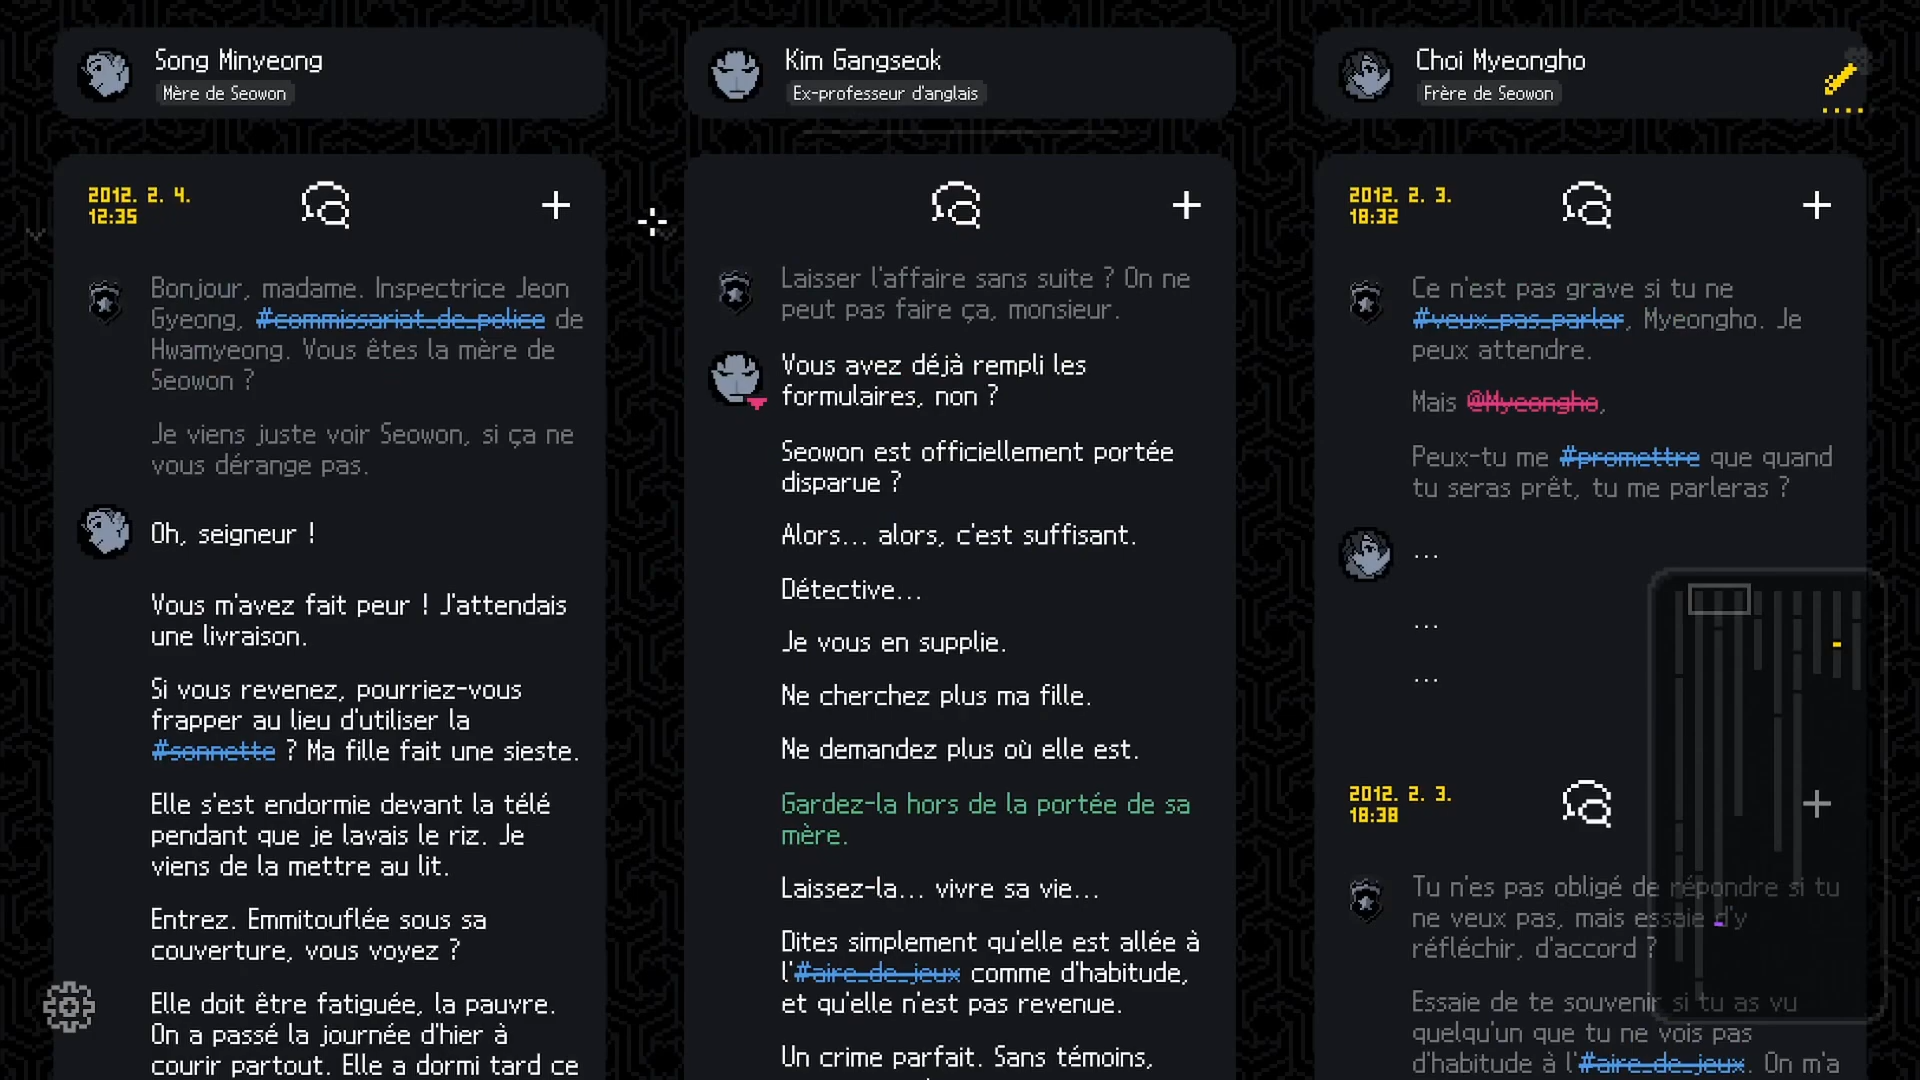 Song Minyeong
Mère de Seowon
2012. 2. 4.
12:35
Bonjour, madame. Inspectrice Jeon
Gyeong, #commissariat_de_police de
Hwamyeong. Vous êtes la mère de
Seowon ?
Je viens juste voir Seowon, si ça ne
vous dérange pas.
Oh, seigneur !
Vous m'avez fait peur ! J'attendais
une livraison.
Si vous revenez, pourriez-vous
frapper au lieu d'utiliser la
#sonnette ? Ma fille fait une sieste.
Elle s'est endormie devant la télé
pendant que je lavais le riz. Je
viens de la mettre au lit.
Entrez. Emmitouflée sous sa
couverture, vous voyez ?
Elle doit être fatiguée, la pauvre.
On a passé la journée d'hier à
courir partout. Elle a dormi tard ce
Kim Gangseok
Ex-professeur d'anglais
Laisser l'affaire sans suite ? On ne
peut pas faire ça, monsieur.
Vous avez déjà rempli les
formulaires, non ?
Seowon est officiellement portée
disparue ?
Alors... alors, c'est suffisant.
Détective...
Je vous en supplie.
Ne cherchez plus ma fille.
Ne demandez plus où elle est.
Gardez-la hors de la portée de sa
mère.
Laissez-la... vivre sa vie...
Dites simplement qu'elle est allée à
l'#aire_de_jeux comme d'habitude,
et qu'elle n'est pas revenue.
Un crime parfait. Sans témoins,
Choi Myeongho
Frère de Seowon
2012. 2. 3.
18:32
Ce n'est pas grave si tu ne
#veux_pas_parler, Myeongho. Je
peux attendre.
Mais @Myeongho,
Peux-tu me #promettre que quand
tu seras prêt, tu me parleras ?
...
...
...
2012. 2. 3.
18:38
Tu n'es pas obligé de répondre si tu
ne veux pas, mais essaie d'y
réfléchir, d'accord ?
Essaie de te souvenir si tu as vu
quelqu'un que tu ne vois pas
d'habitude à l'#aire_de_jeux. On m'a